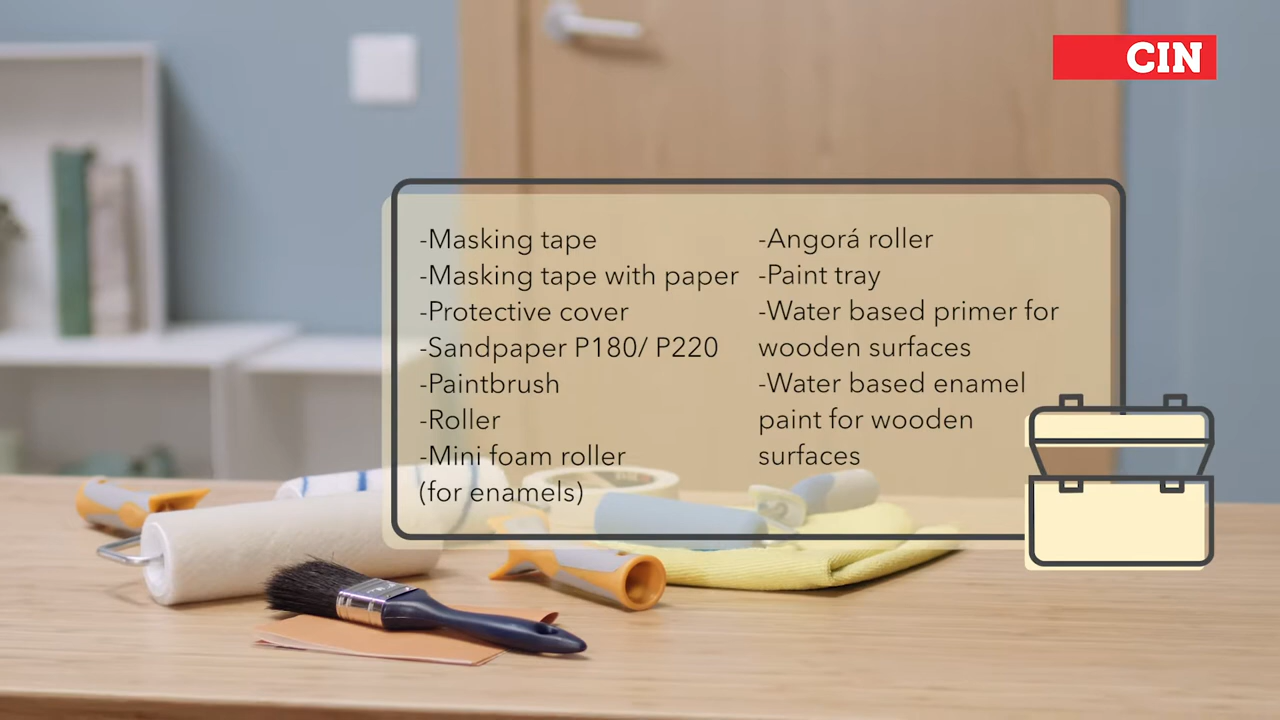 CIN
-Masking tape
-Masking tape with paper
-Protective cover
-Sandpaper P180/ P220
-Paintbrush
-Roller
-Mini foam roller
(for enamels)
-Angorá roller
-Paint tray
-Water based primer for
wooden surfaces
-Water based enamel
paint for wooden
surfaces